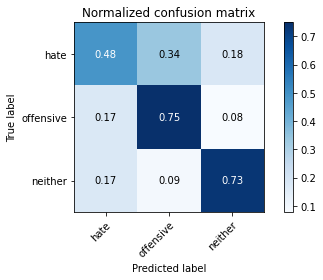 Normalized confusion matrix
hate 0.48 0.34 0.18
offensive 0.17 0.75 0.08
neither 0.17 0.09 0.73
hate offensive neither
True label
Predicted label
0.7
0.6
0.5
0.4
0.3
0.2
0.1